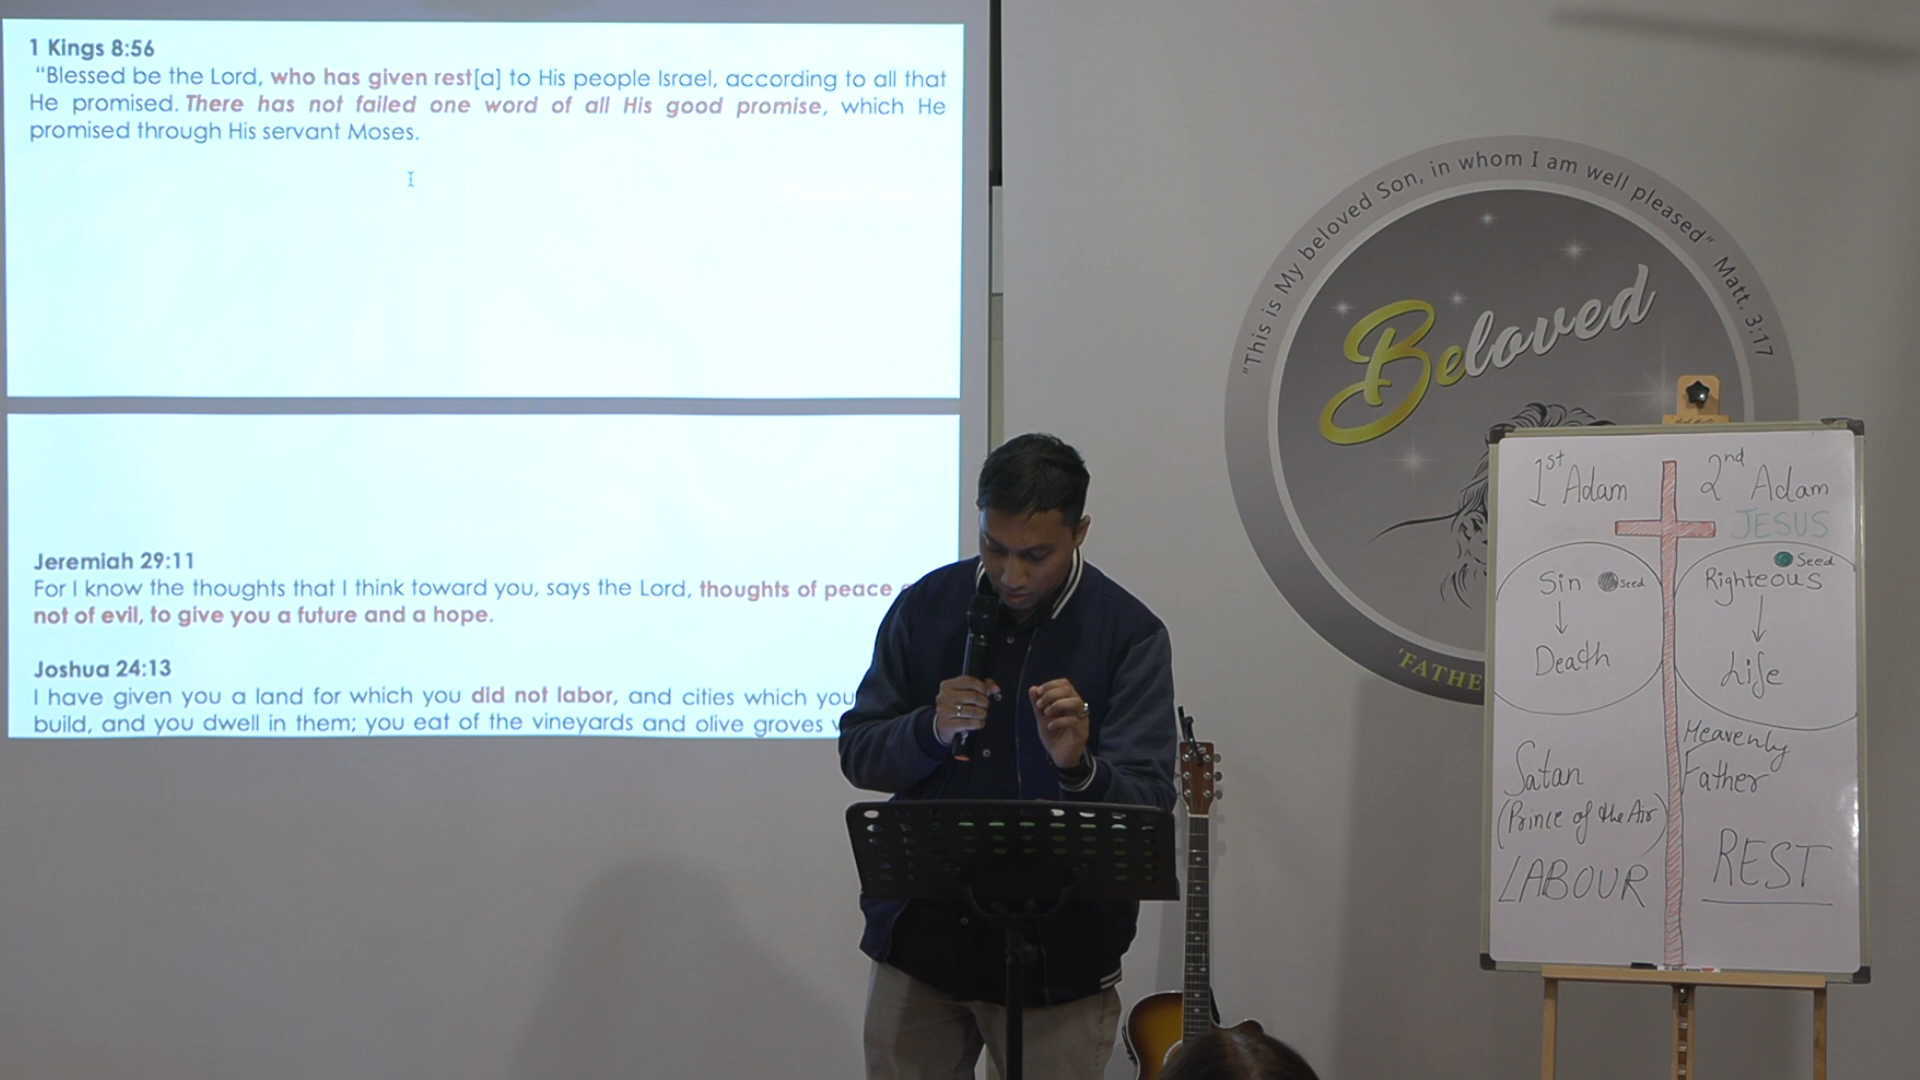 1 Kings 8:56
"Blessed be the Lord, who has given rest[a] to His people Israel, according to all that
He promised. There has not failed one word of all His good promise, which He
promised through His servant Moses.
Jeremiah 29:11
For I know the thoughts that I think toward you, says the Lord, thoughts of peace
not of evil, to give you a future and a hope.
Joshua 24:13
I have given you a land for which you did not labor, and cities which you
build, and you dwell in them; you eat of the vineyards and olive groves
"This is My beloved Son, in whom I am well pleased" Matt. 3:17
Beloved
'FATHE
1st Adam
Sin Seed
Death
Satan
(Prince of the Air)
LABOUR
2nd Adam
JESUS
Seed
Righteous
Life
Heavenly
Father
REST